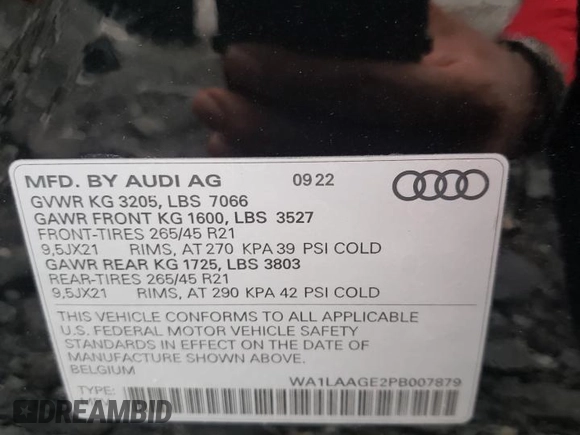 MFD. BY AUDI AG 09 22
GVWR KG 3205, LBS 7066
GAWR FRONT KG 1600, LBS 3527
FRONT-TIRES 265/45 R21
9,5JX21 RIMS, AT 270 KPA 39 PSI COLD
GAWR REAR KG 1725, LBS 3803
REAR-TIRES 265/45 R21
9,5JX21 RIMS, AT 290 KPA 42 PSI COLD
THIS VEHICLE CONFORMS TO ALL APPLICABLE
U.S. FEDERAL MOTOR VEHICLE SAFETY
STANDARDS IN EFFECT ON THE DATE OF
MANUFACTURE SHOWN ABOVE.
BELGIUM
WA1LAAGE2PB007879
TYPE:
DREAMBID